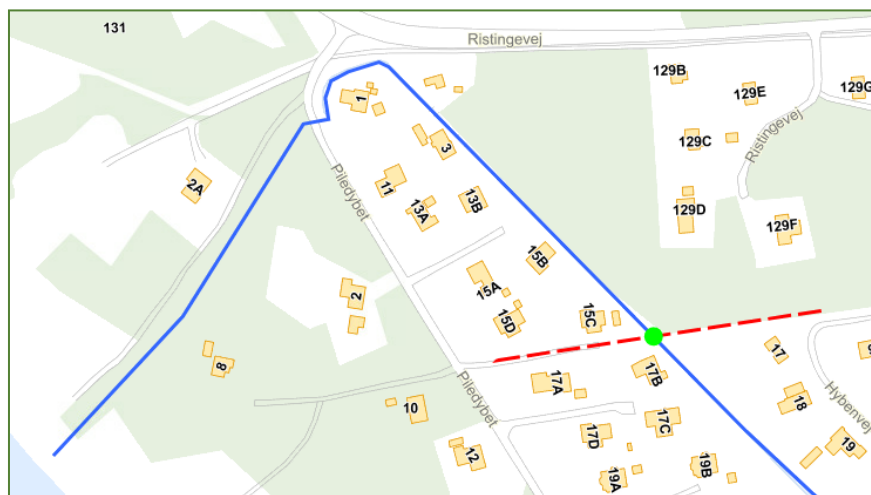 131
Ristingevej
129B
129E
129G
1
129C
Ristingevej
3
2A
Piledybet
11
13A
13B
129D
129F
15B
15A
2
15D
15C
17
8
17B
Piledybet
17A
Hybenvej
10
18
17C
17D
19
12
19B
19A